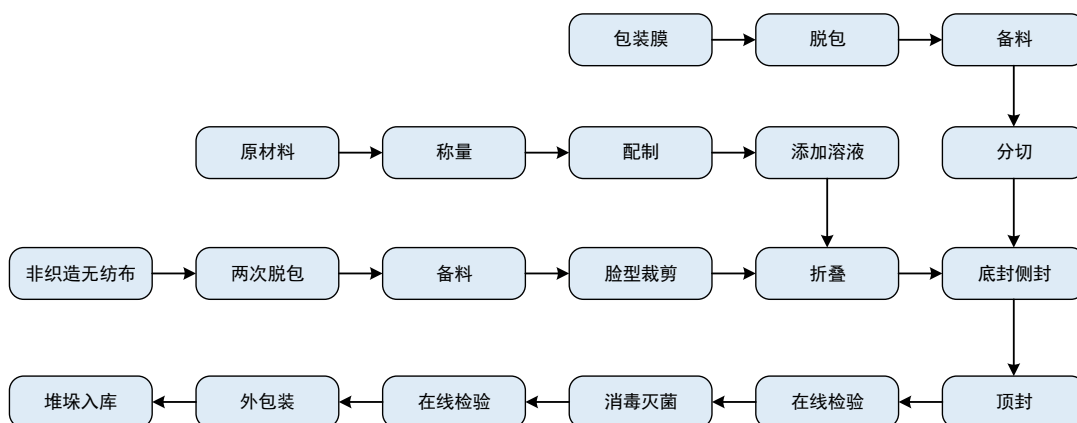 包装膜
脱包
备料
原材料
称量
配制
添加溶液
分切
非织造无纺布
两次脱包
备料
脸型裁剪
折叠
底封侧封
堆垛入库
外包装
在线检验
消毒灭菌
在线检验
顶封